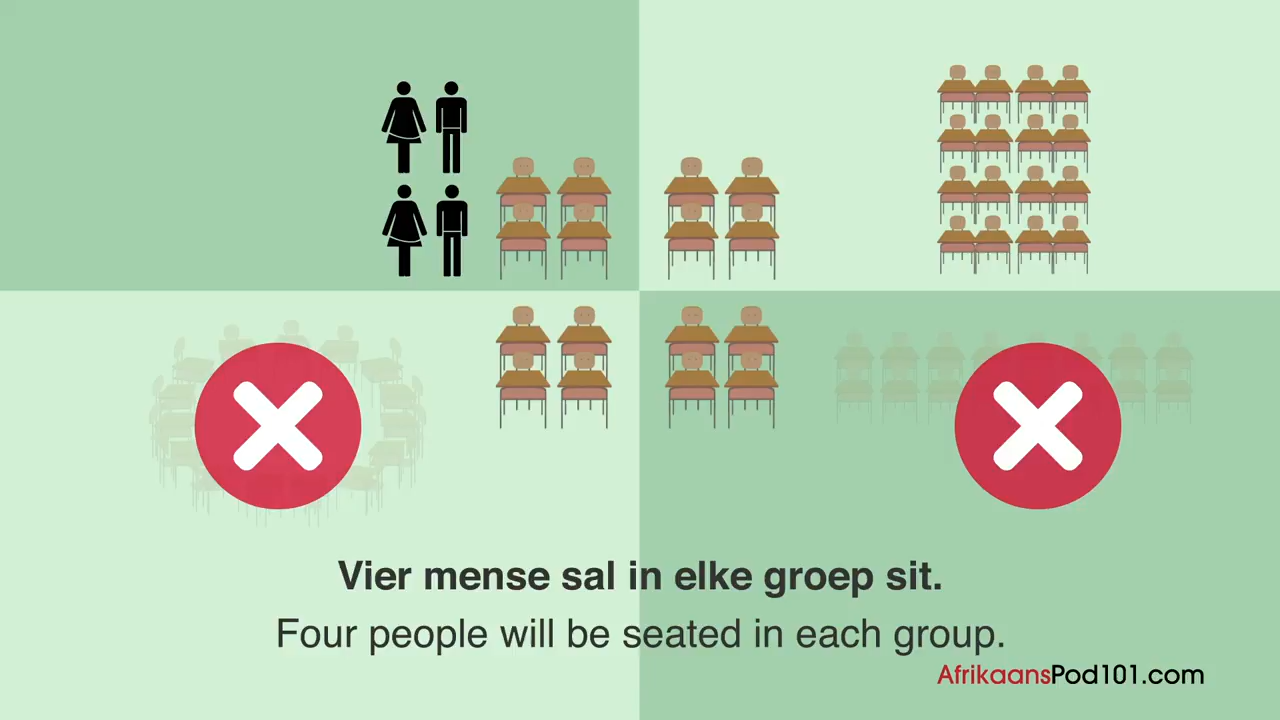 Vier mense sal in elke groep sit.
Four people will be seated in each group.
AfrikaansPod101.com